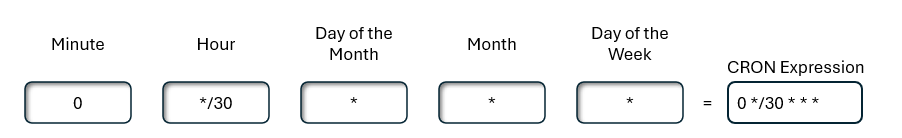 Minute
Hour
Day of the
Month
Month
Day of the
Week
CRON Expression
0
*/30
*
*
*
=
0 */30 * * *